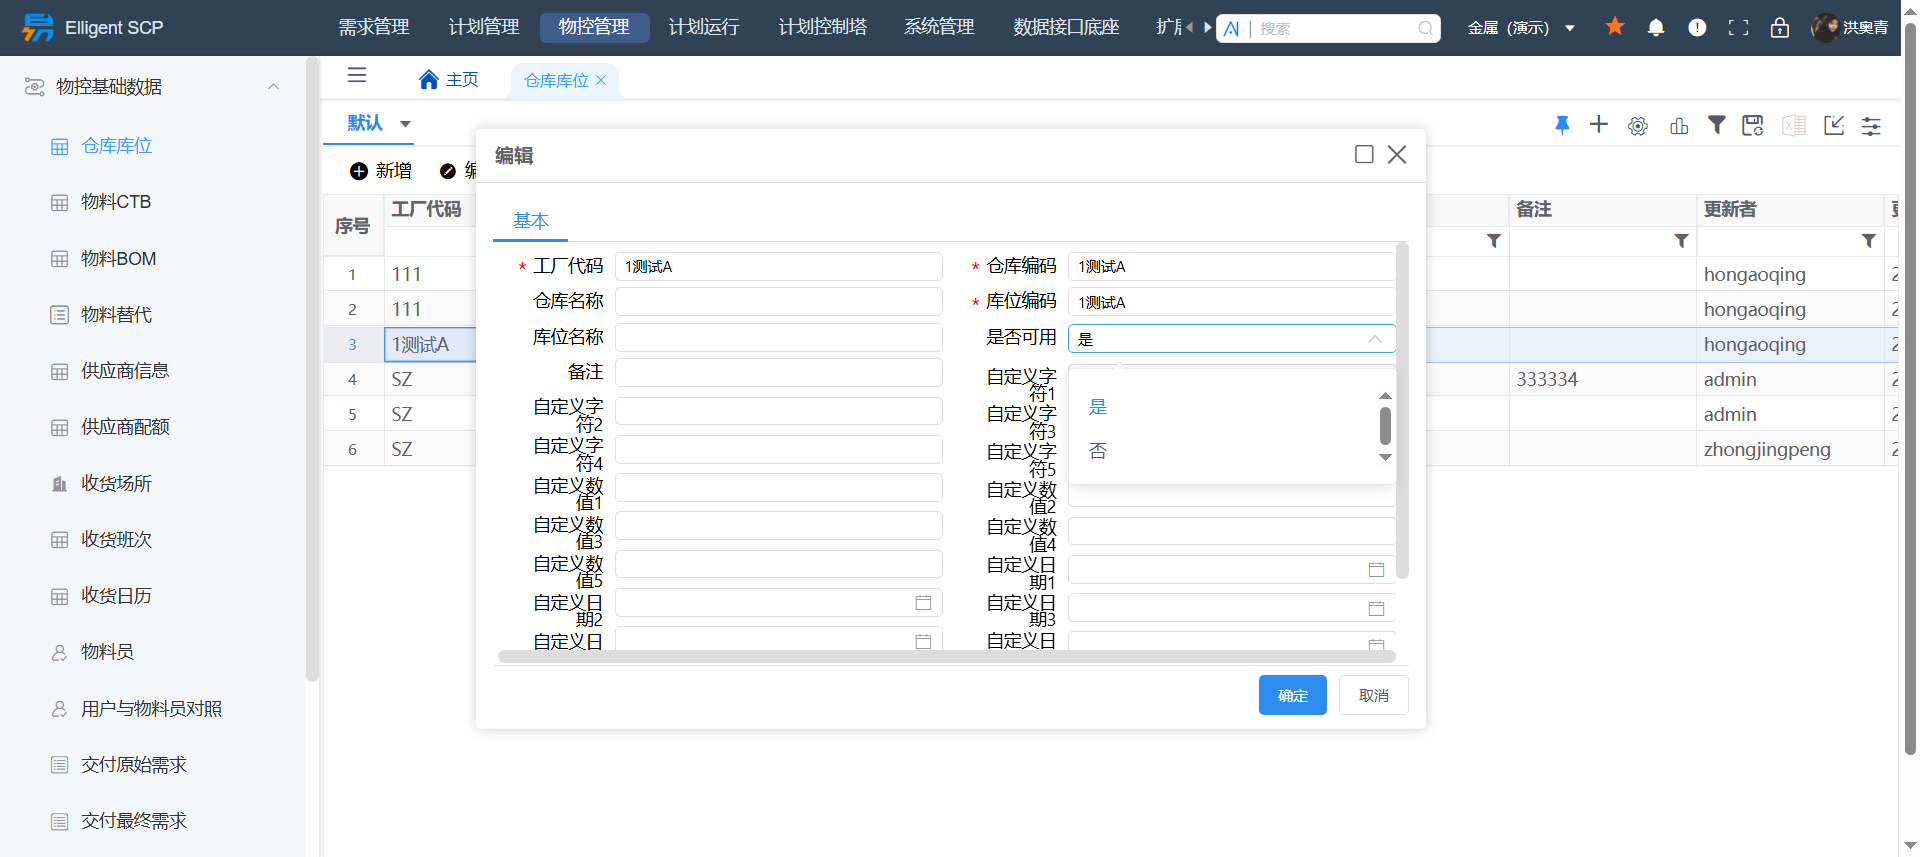 Elligent SCP
需求管理
计划管理
物控管理
计划运行
计划控制塔
系统管理
数据接口底座
搜索
金属（演示）
洪奥青
物控基础数据
仓库库位
物料CTB
物料BOM
物料替代
供应商信息
供应商配额
收货场所
收货班次
收货日历
物料员
用户与物料员对照
交付原始需求
交付最终需求
主页
仓库库位
默认
新增
序号
工厂代码
备注
更新者
1
111
hongaoqing
2
111
hongaoqing
3
1测试A
hongaoqing
4
SZ
333334
admin
5
SZ
admin
6
SZ
zhongjingpeng
编辑
基本
* 工厂代码
1测试A
* 仓库编码
1测试A
仓库名称
* 库位编码
1测试A
库位名称
是否可用
是
备注
自定义字
符1
是
否
自定义字
符2
自定义字
符3
自定义字
符4
自定义字
符5
自定义数
值1
自定义数
值2
自定义数
值3
自定义数
值4
自定义数
值5
自定义日
期1
自定义日
期2
自定义日
期3
自定义日
自定义日
确定
取消